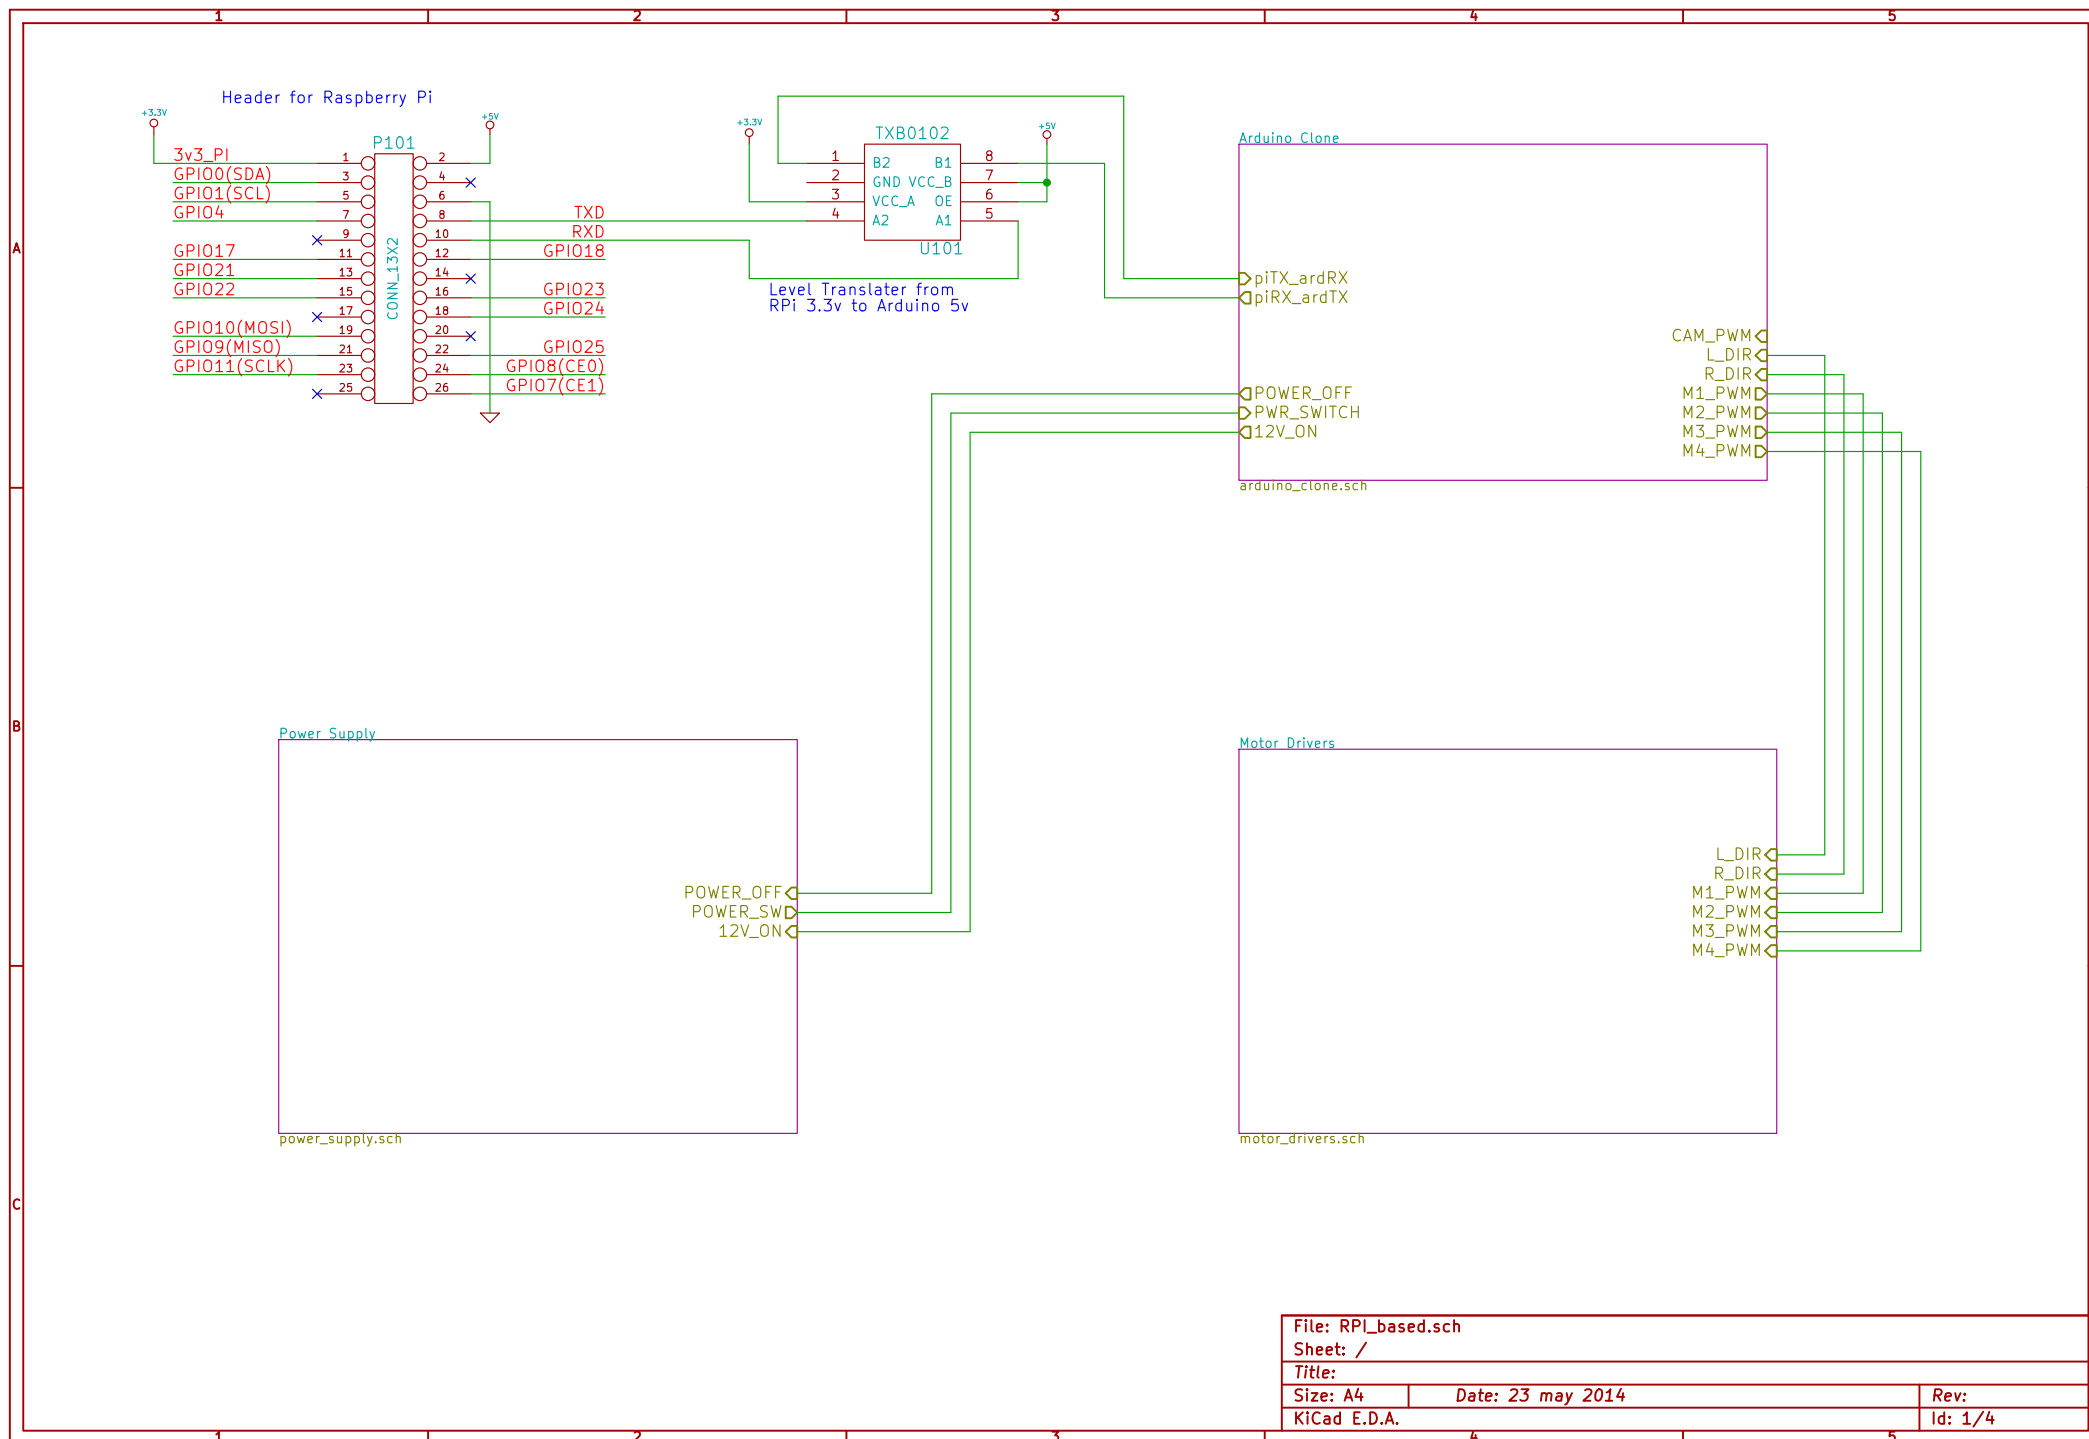 1 2 3 4 5
A
B
C
Header for Raspberry Pi
+3.3V
+5V
P101
CONN_13X2
3v3_PI 1 2
GPIO0(SDA) 3 4
GPIO1(SCL) 5 6
GPIO4 7 8 TXD
9 10 RXD
GPIO17 11 12 GPIO18
GPIO21 13 14
GPIO22 15 16 GPIO23
17 18 GPIO24
GPIO10(MOSI) 19 20
GPIO9(MISO) 21 22 GPIO25
GPIO11(SCLK) 23 24 GPIO8(CE0)
25 26 GPIO7(CE1)
+3.3V
+5V
TXB0102
1 B2 B1 8
2 GND VCC_B 7
3 VCC_A OE 6
4 A2 A1 5
U101
Level Translater from
RPi 3.3v to Arduino 5v
Arduino Clone
piTX_ardRX
piRX_ardTX
POWER_OFF
PWR_SWITCH
12V_ON
CAM_PWM
L_DIR
R_DIR
M1_PWM
M2_PWM
M3_PWM
M4_PWM
arduino_clone.sch
Power Supply
POWER_OFF
POWER_SW
12V_ON
power_supply.sch
Motor Drivers
L_DIR
R_DIR
M1_PWM
M2_PWM
M3_PWM
M4_PWM
motor_drivers.sch
File: RPI_based.sch
Sheet: /
Title:
Size: A4 Date: 23 may 2014 Rev:
KiCad E.D.A. Id: 1/4
1 2 3 4 5